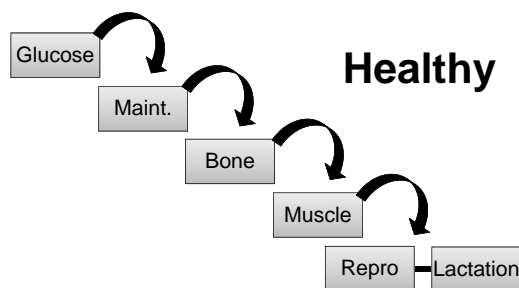 Glucose
Healthy
Maint.
Bone
Muscle
Repro
Lactation